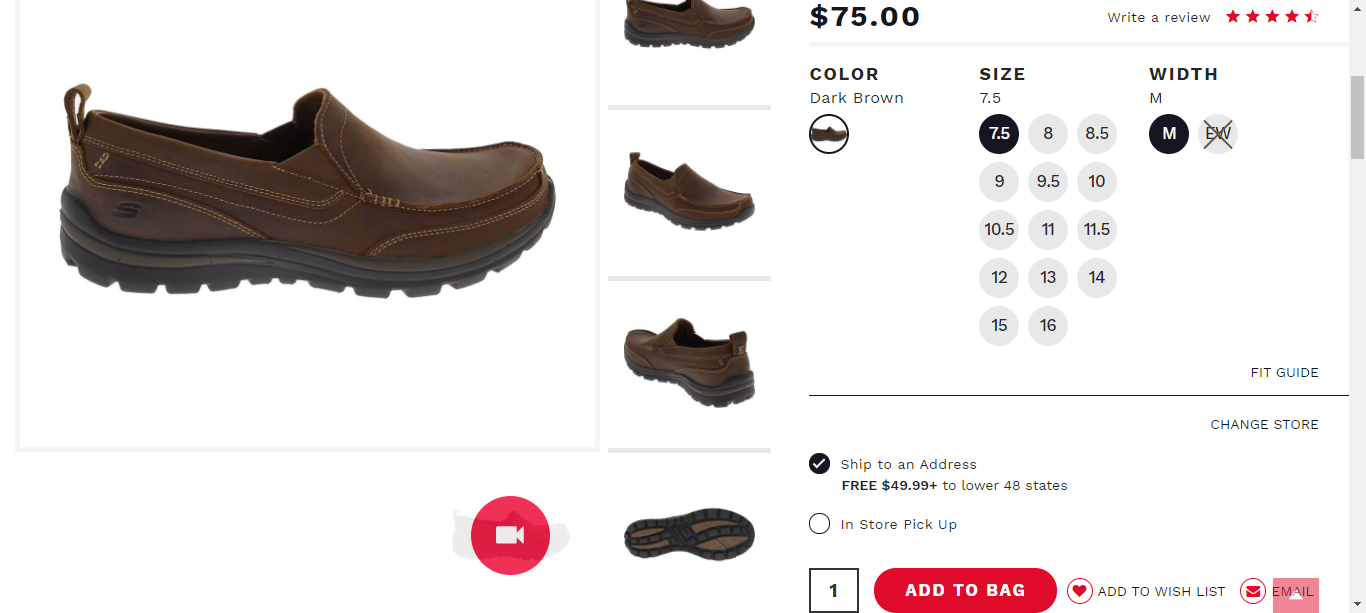 $75.00
Write a review
COLOR
Dark Brown
SIZE
7.5
WIDTH
M
7.5 8 8.5
9 9.5 10
10.5 11 11.5
12 13 14
15 16
M EW
FIT GUIDE
CHANGE STORE
Ship to an Address
FREE $49.99+ to lower 48 states
In Store Pick Up
1
ADD TO BAG
ADD TO WISH LIST
EMAIL
S